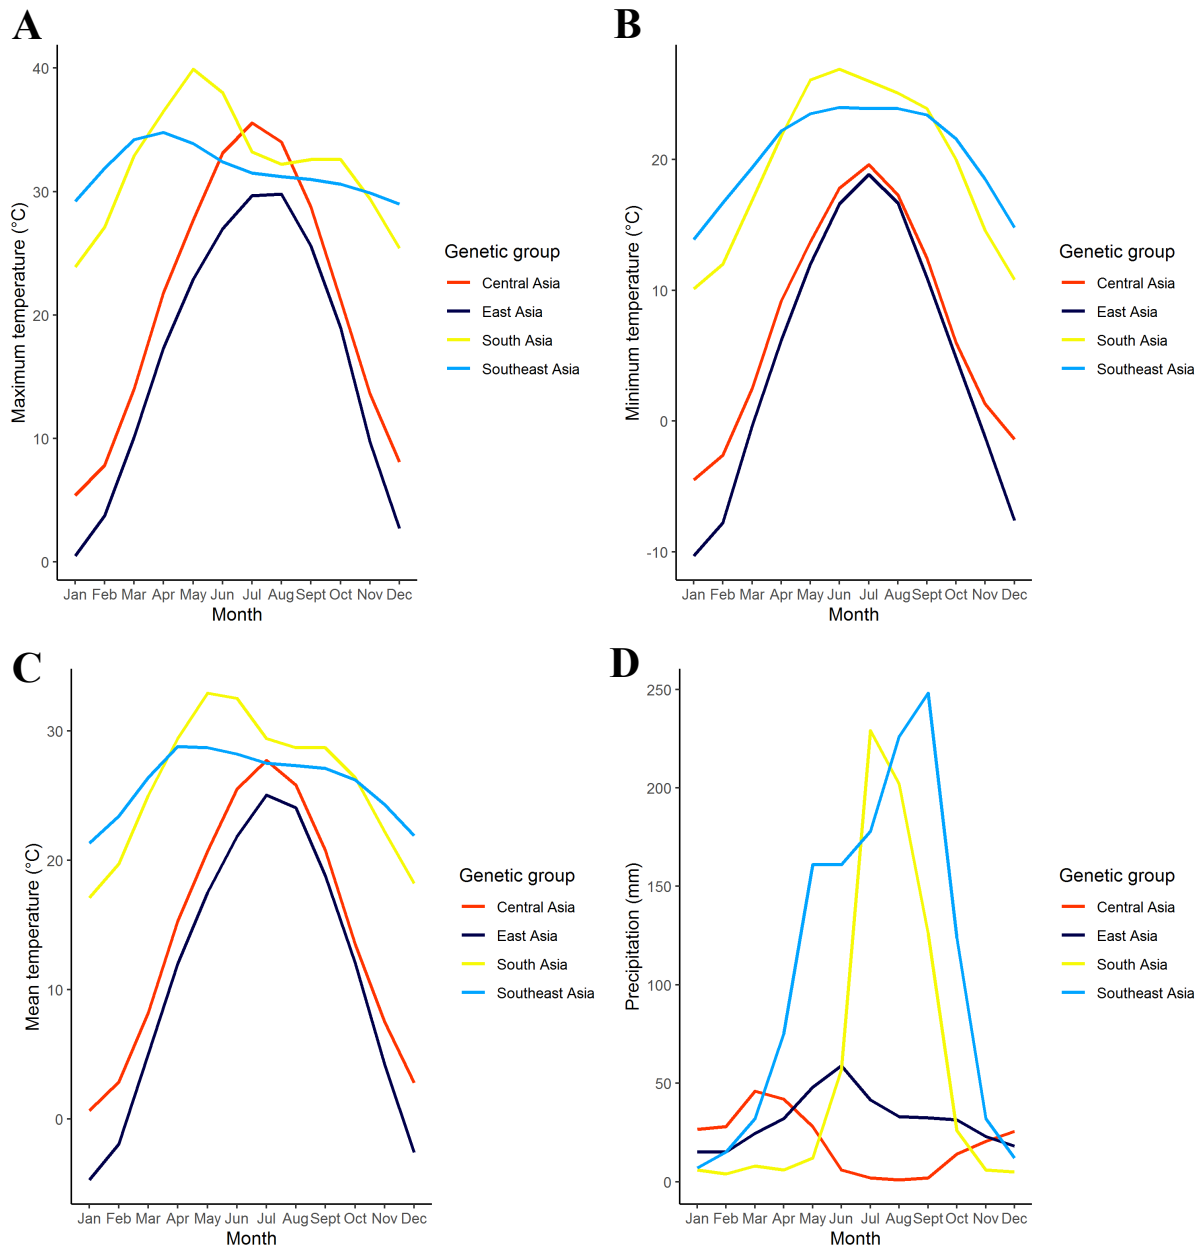 A
Maximum temperature (°C)
40
30
20
10
0
Jan Feb Mar Apr May Jun Jul Aug Sept Oct Nov Dec
Month
Genetic group
Central Asia
East Asia
South Asia
Southeast Asia
B
Minimum temperature (°C)
20
10
0
-10
Jan Feb Mar Apr May Jun Jul Aug Sept Oct Nov Dec
Month
Genetic group
Central Asia
East Asia
South Asia
Southeast Asia
C
Mean temperature (°C)
30
20
10
0
Jan Feb Mar Apr May Jun Jul Aug Sept Oct Nov Dec
Month
Genetic group
Central Asia
East Asia
South Asia
Southeast Asia
D
Precipitation (mm)
250
200
150
100
50
0
Jan Feb Mar Apr May Jun Jul Aug Sept Oct Nov Dec
Month
Genetic group
Central Asia
East Asia
South Asia
Southeast Asia